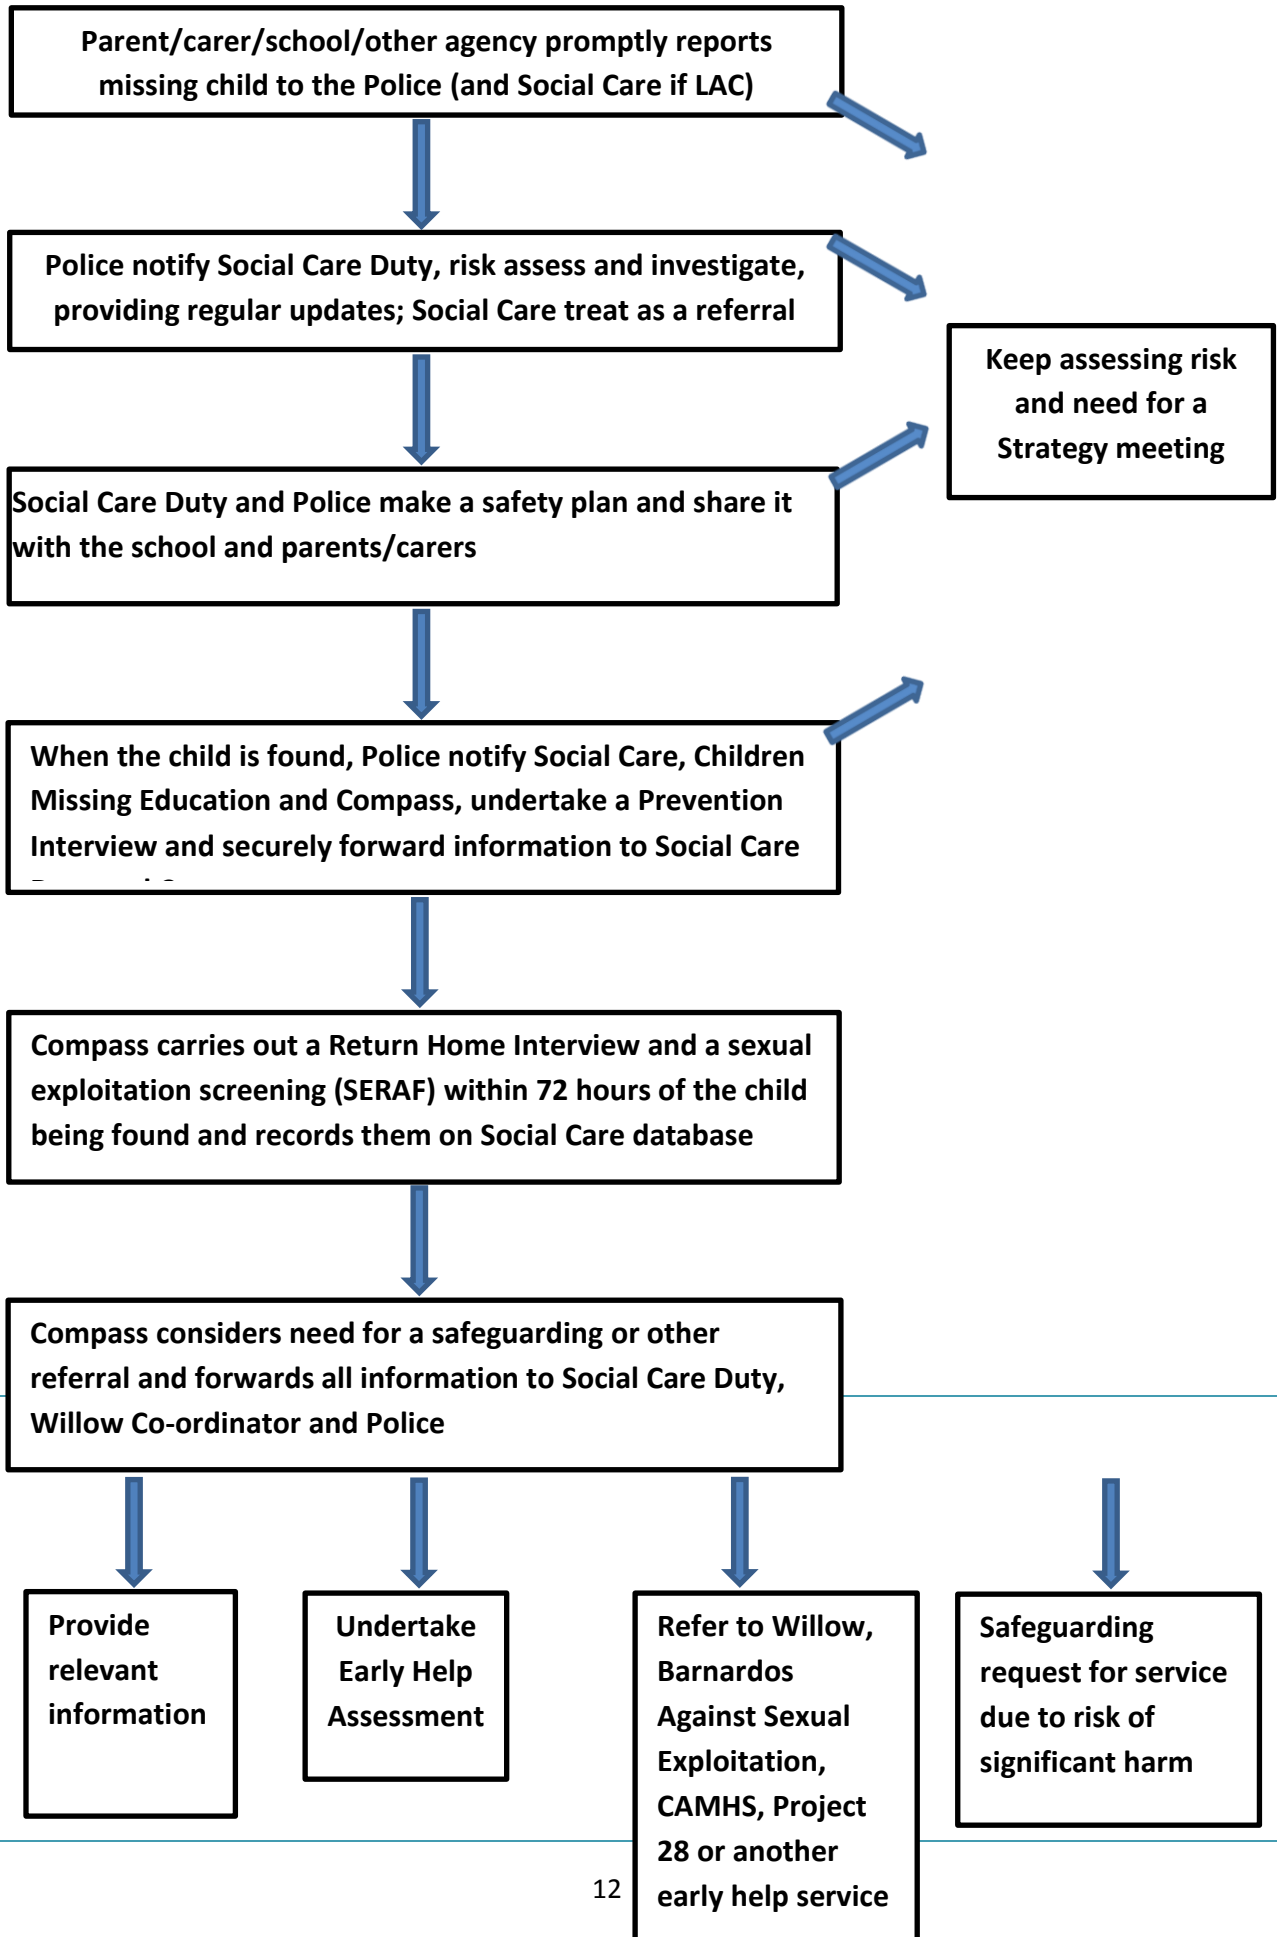 Parent/carer/school/other agency promptly reports
missing child to the Police (and Social Care if LAC)
Police notify Social Care Duty, risk assess and investigate,
providing regular updates; Social Care treat as a referral
Keep assessing risk
and need for a
Strategy meeting
Social Care Duty and Police make a safety plan and share it
with the school and parents/carers
When the child is found, Police notify Social Care, Children
Missing Education and Compass, undertake a Prevention
Interview and securely forward information to Social Care
Compass carries out a Return Home Interview and a sexual
exploitation screening (SERAF) within 72 hours of the child
being found and records them on Social Care database
Compass considers need for a safeguarding or other
referral and forwards all information to Social Care Duty,
Willow Co-ordinator and Police
Provide
relevant
information
Undertake
Early Help
Assessment
Refer to Willow,
Barnardos
Against Sexual
Exploitation,
CAMHS, Project
28 or another
early help service
Safeguarding
request for service
due to risk of
significant harm
12